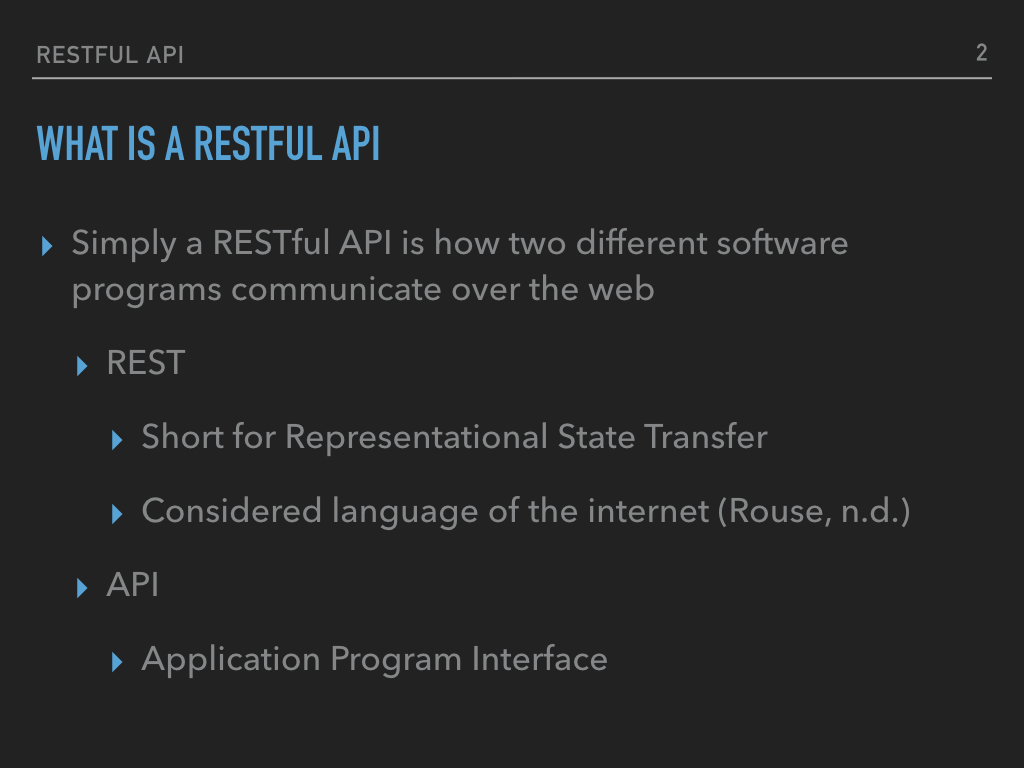 RESTFUL API
2
WHAT IS A RESTFUL API
Simply a RESTful API is how two different software
programs communicate over the web
REST
Short for Representational State Transfer
Considered language of the internet (Rouse, n.d.)
API
Application Program Interface